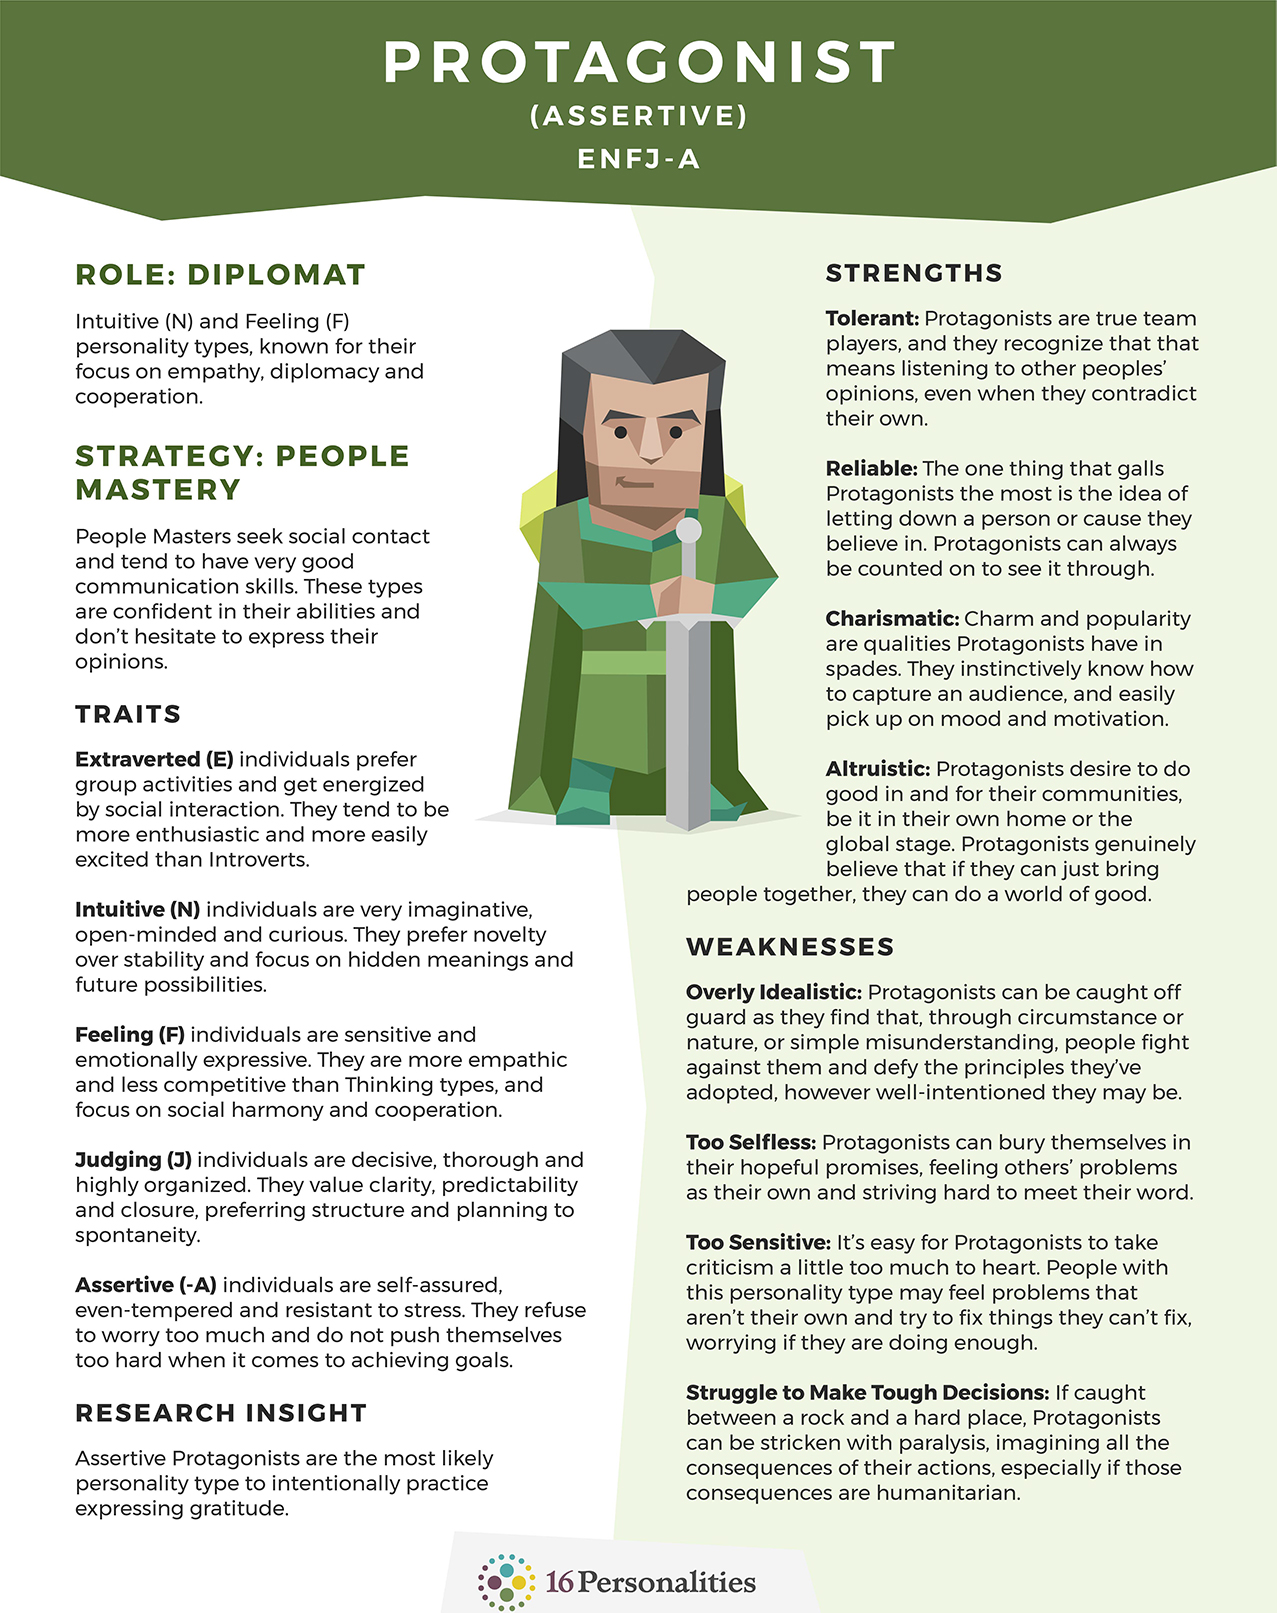 PROTAGONIST
(ASSERTIVE)
ENFJ-A
ROLE: DIPLOMAT
Intuitive (N) and Feeling (F)
personality types, known for their
focus on empathy, diplomacy and
cooperation.
STRATEGY: PEOPLE
MASTERY
People Masters seek social contact
and tend to have very good
communication skills. These types
are confident in their abilities and
don’t hesitate to express their
opinions.
TRAITS
Extraverted (E) individuals prefer
group activities and get energized
by social interaction. They tend to be
more enthusiastic and more easily
excited than Introverts.
Intuitive (N) individuals are very imaginative,
open-minded and curious. They prefer novelty
over stability and focus on hidden meanings and
future possibilities.
Feeling (F) individuals are sensitive and
emotionally expressive. They are more empathic
and less competitive than Thinking types, and
focus on social harmony and cooperation.
Judging (J) individuals are decisive, thorough and
highly organized. They value clarity, predictability
and closure, preferring structure and planning to
spontaneity.
Assertive (-A) individuals are self-assured,
even-tempered and resistant to stress. They refuse
to worry too much and do not push themselves
too hard when it comes to achieving goals.
RESEARCH INSIGHT
Assertive Protagonists are the most likely
personality type to intentionally practice
expressing gratitude.
STRENGTHS
Tolerant: Protagonists are true team
players, and they recognize that that
means listening to other peoples’
opinions, even when they contradict
their own.
Reliable: The one thing that galls
Protagonists the most is the idea of
letting down a person or cause they
believe in. Protagonists can always
be counted on to see it through.
Charismatic: Charm and popularity
are qualities Protagonists have in
spades. They instinctively know how
to capture an audience, and easily
pick up on mood and motivation.
Altruistic: Protagonists desire to do
good in and for their communities,
be it in their own home or the
global stage. Protagonists genuinely
believe that if they can just bring
people together, they can do a world of good.
WEAKNESSES
Overly Idealistic: Protagonists can be caught off
guard as they find that, through circumstance or
nature, or simple misunderstanding, people fight
against them and defy the principles they’ve
adopted, however well-intentioned they may be.
Too Selfless: Protagonists can bury themselves in
their hopeful promises, feeling others’ problems
as their own and striving hard to meet their word.
Too Sensitive: It’s easy for Protagonists to take
criticism a little too much to heart. People with
this personality type may feel problems that
aren’t their own and try to fix things they can’t fix,
worrying if they are doing enough.
Struggle to Make Tough Decisions: If caught
between a rock and a hard place, Protagonists
can be stricken with paralysis, imagining all the
consequences of their actions, especially if those
consequences are humanitarian.
16Personalities